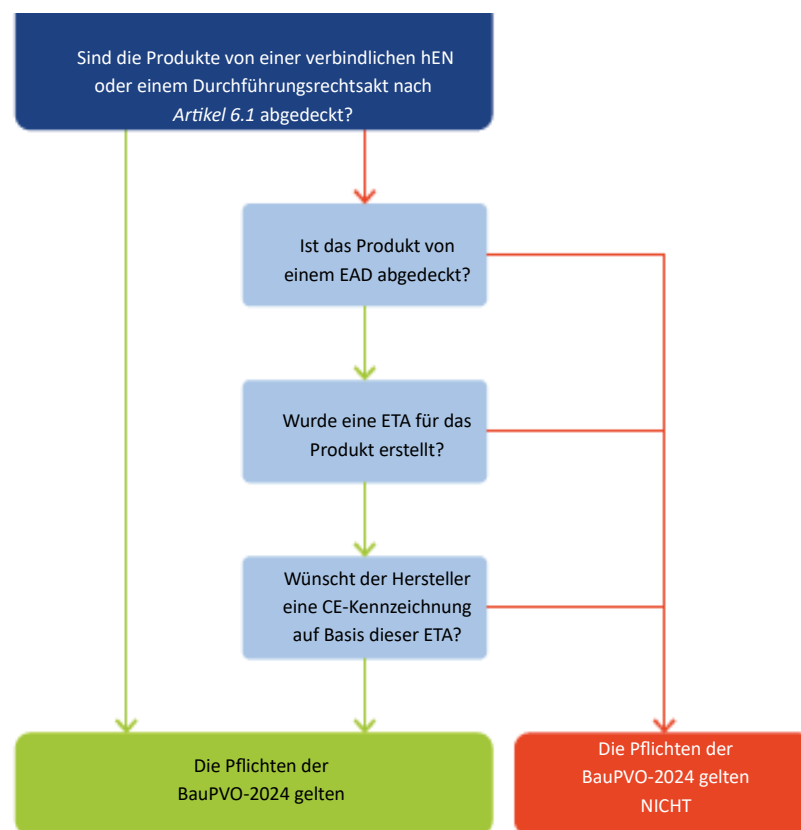 Sind die Produkte von einer verbindlichen hEN
oder einem Durchführungsrechtsakt nach
Artikel 6.1 abgedeckt?
Ist das Produkt von
einem EAD abgedeckt?
Wurde eine ETA für das
Produkt erstellt?
Wünscht der Hersteller
eine CE-Kennzeichnung
auf Basis dieser ETA?
Die Pflichten der
BauPVO-2024 gelten
Die Pflichten der
BauPVO-2024 gelten
NICHT